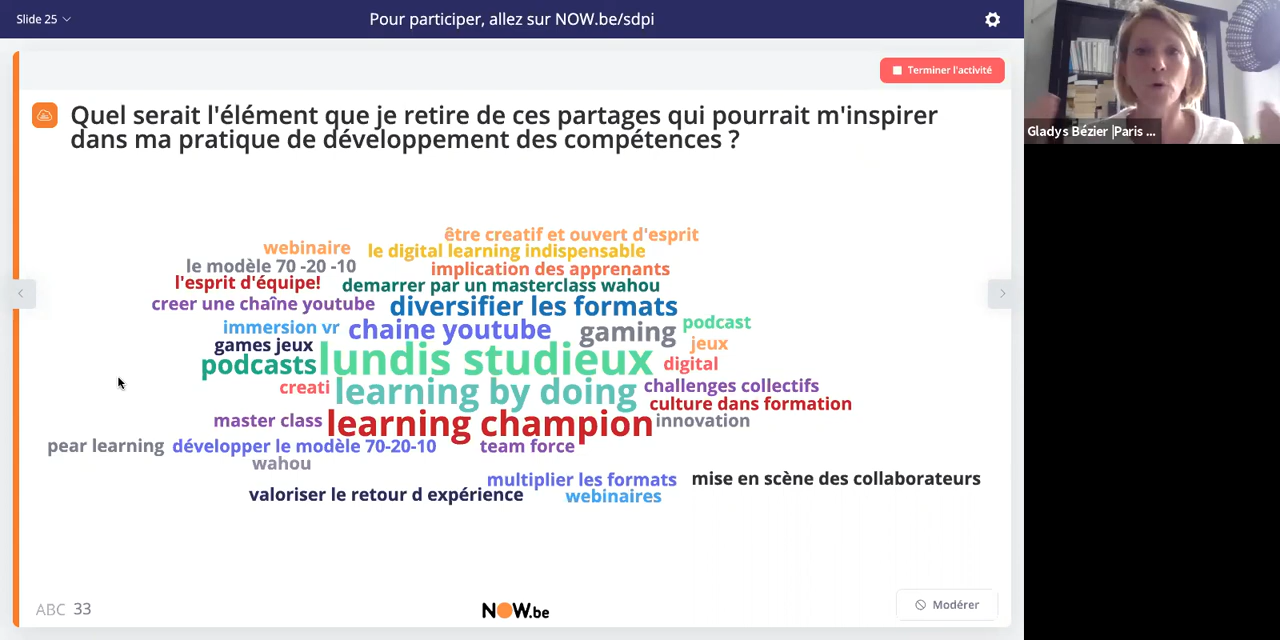 Slide 25
Pour participer, allez sur NOW.be/sdpi
Terminer l'activité
Quel serait l'élément que je retire de ces partages qui pourrait m'inspirer
dans ma pratique de développement des compétences ?
être creatif et ouvert d'esprit
webinaire
le digital learning indispensable
le modèle 70 -20 -10
implication des apprenants
l'esprit d'équipe!
demarrer par un masterclass wahou
creer une chaîne youtube
diversifier les formats
immersion vr
chaine youtube
gaming
podcast
games jeux
jeux
podcasts
lundis studieux
digital
creati
learning by doing
challenges collectifs
culture dans formation
master class
learning champion
innovation
pear learning
développer le modèle 70-20-10
team force
wahou
multiplier les formats
mise en scène des collaborateurs
valoriser le retour d expérience
webinaires
ABC 33
NOW.be
Modérer
Gladys Bézier |Paris ...